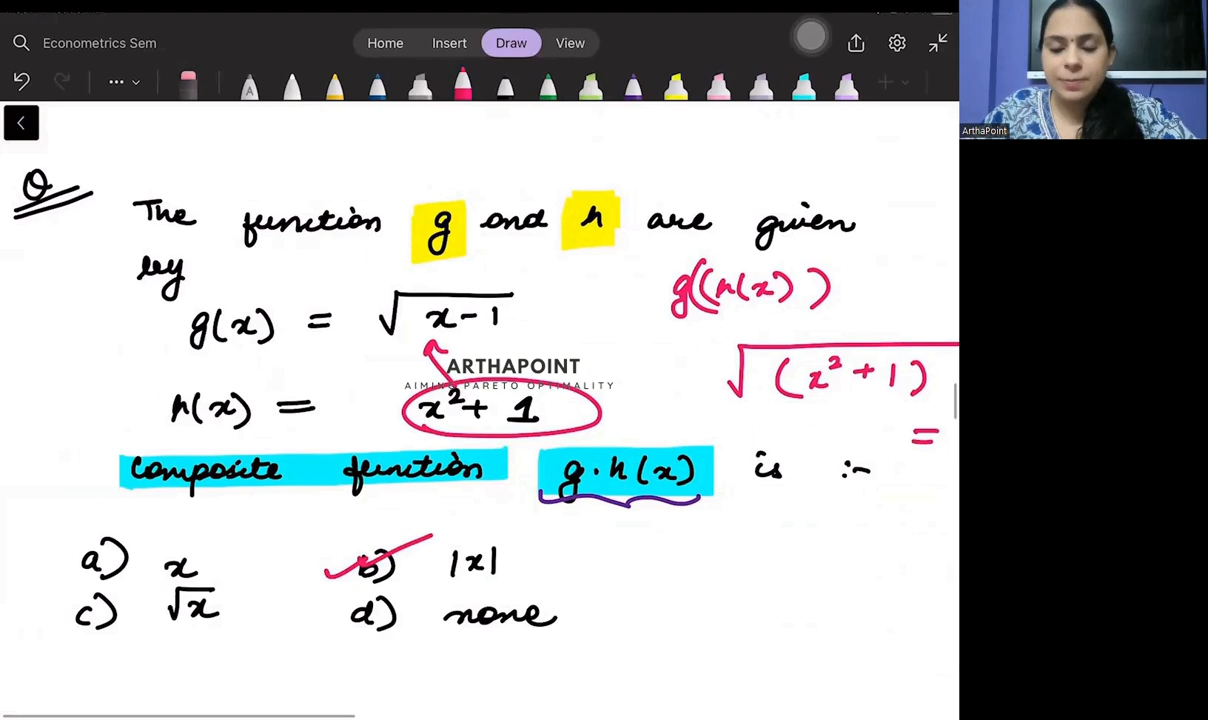 Econometrics Sem
Home Insert Draw View
A
ArthaPoint
Q
The function g and h are given
by
g((h(x))
g(x) = √x-1
ARTHAPOINT
AIMING PARETO OPTIMALITY
√(x²+1)
h(x) = x²+ 1
=
composite function g·h(x) is :-
a) x b) |x|
c) √x d) none